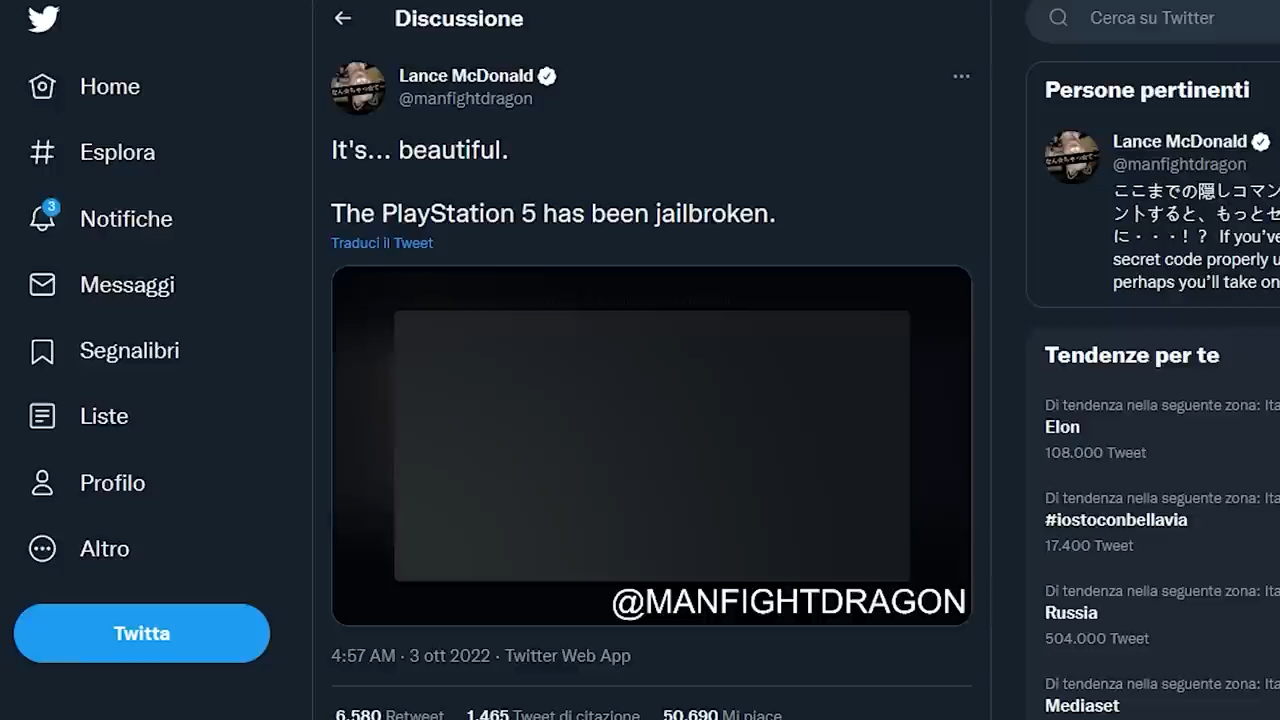 Discussione
Cerca su Twitter
Home
Esplora
3
Notifiche
Messaggi
Segnalibri
Liste
Profilo
Altro
Twitta
Lance McDonald
@manfightdragon
It's... beautiful.
The PlayStation 5 has been jailbroken.
Traduci il Tweet
@MANFIGHTDRAGON
4:57 AM · 3 ott 2022 · Twitter Web App
6.580 Retweet 1.465 Tweet di citazione 50.690 Mi piace
Persone pertinenti
Lance McDonald
@manfightdragon
ここまでの隠しコマン
ントすると、もっとセ
に・・・！？ If you've
secret code properly u
perhaps you'll take on
Tendenze per te
Di tendenza nella seguente zona: Ita
Elon
108.000 Tweet
Di tendenza nella seguente zona: Ita
#iostoconbellavia
17.400 Tweet
Di tendenza nella seguente zona: Ita
Russia
504.000 Tweet
Di tendenza nella seguente zona: Ita
Mediaset